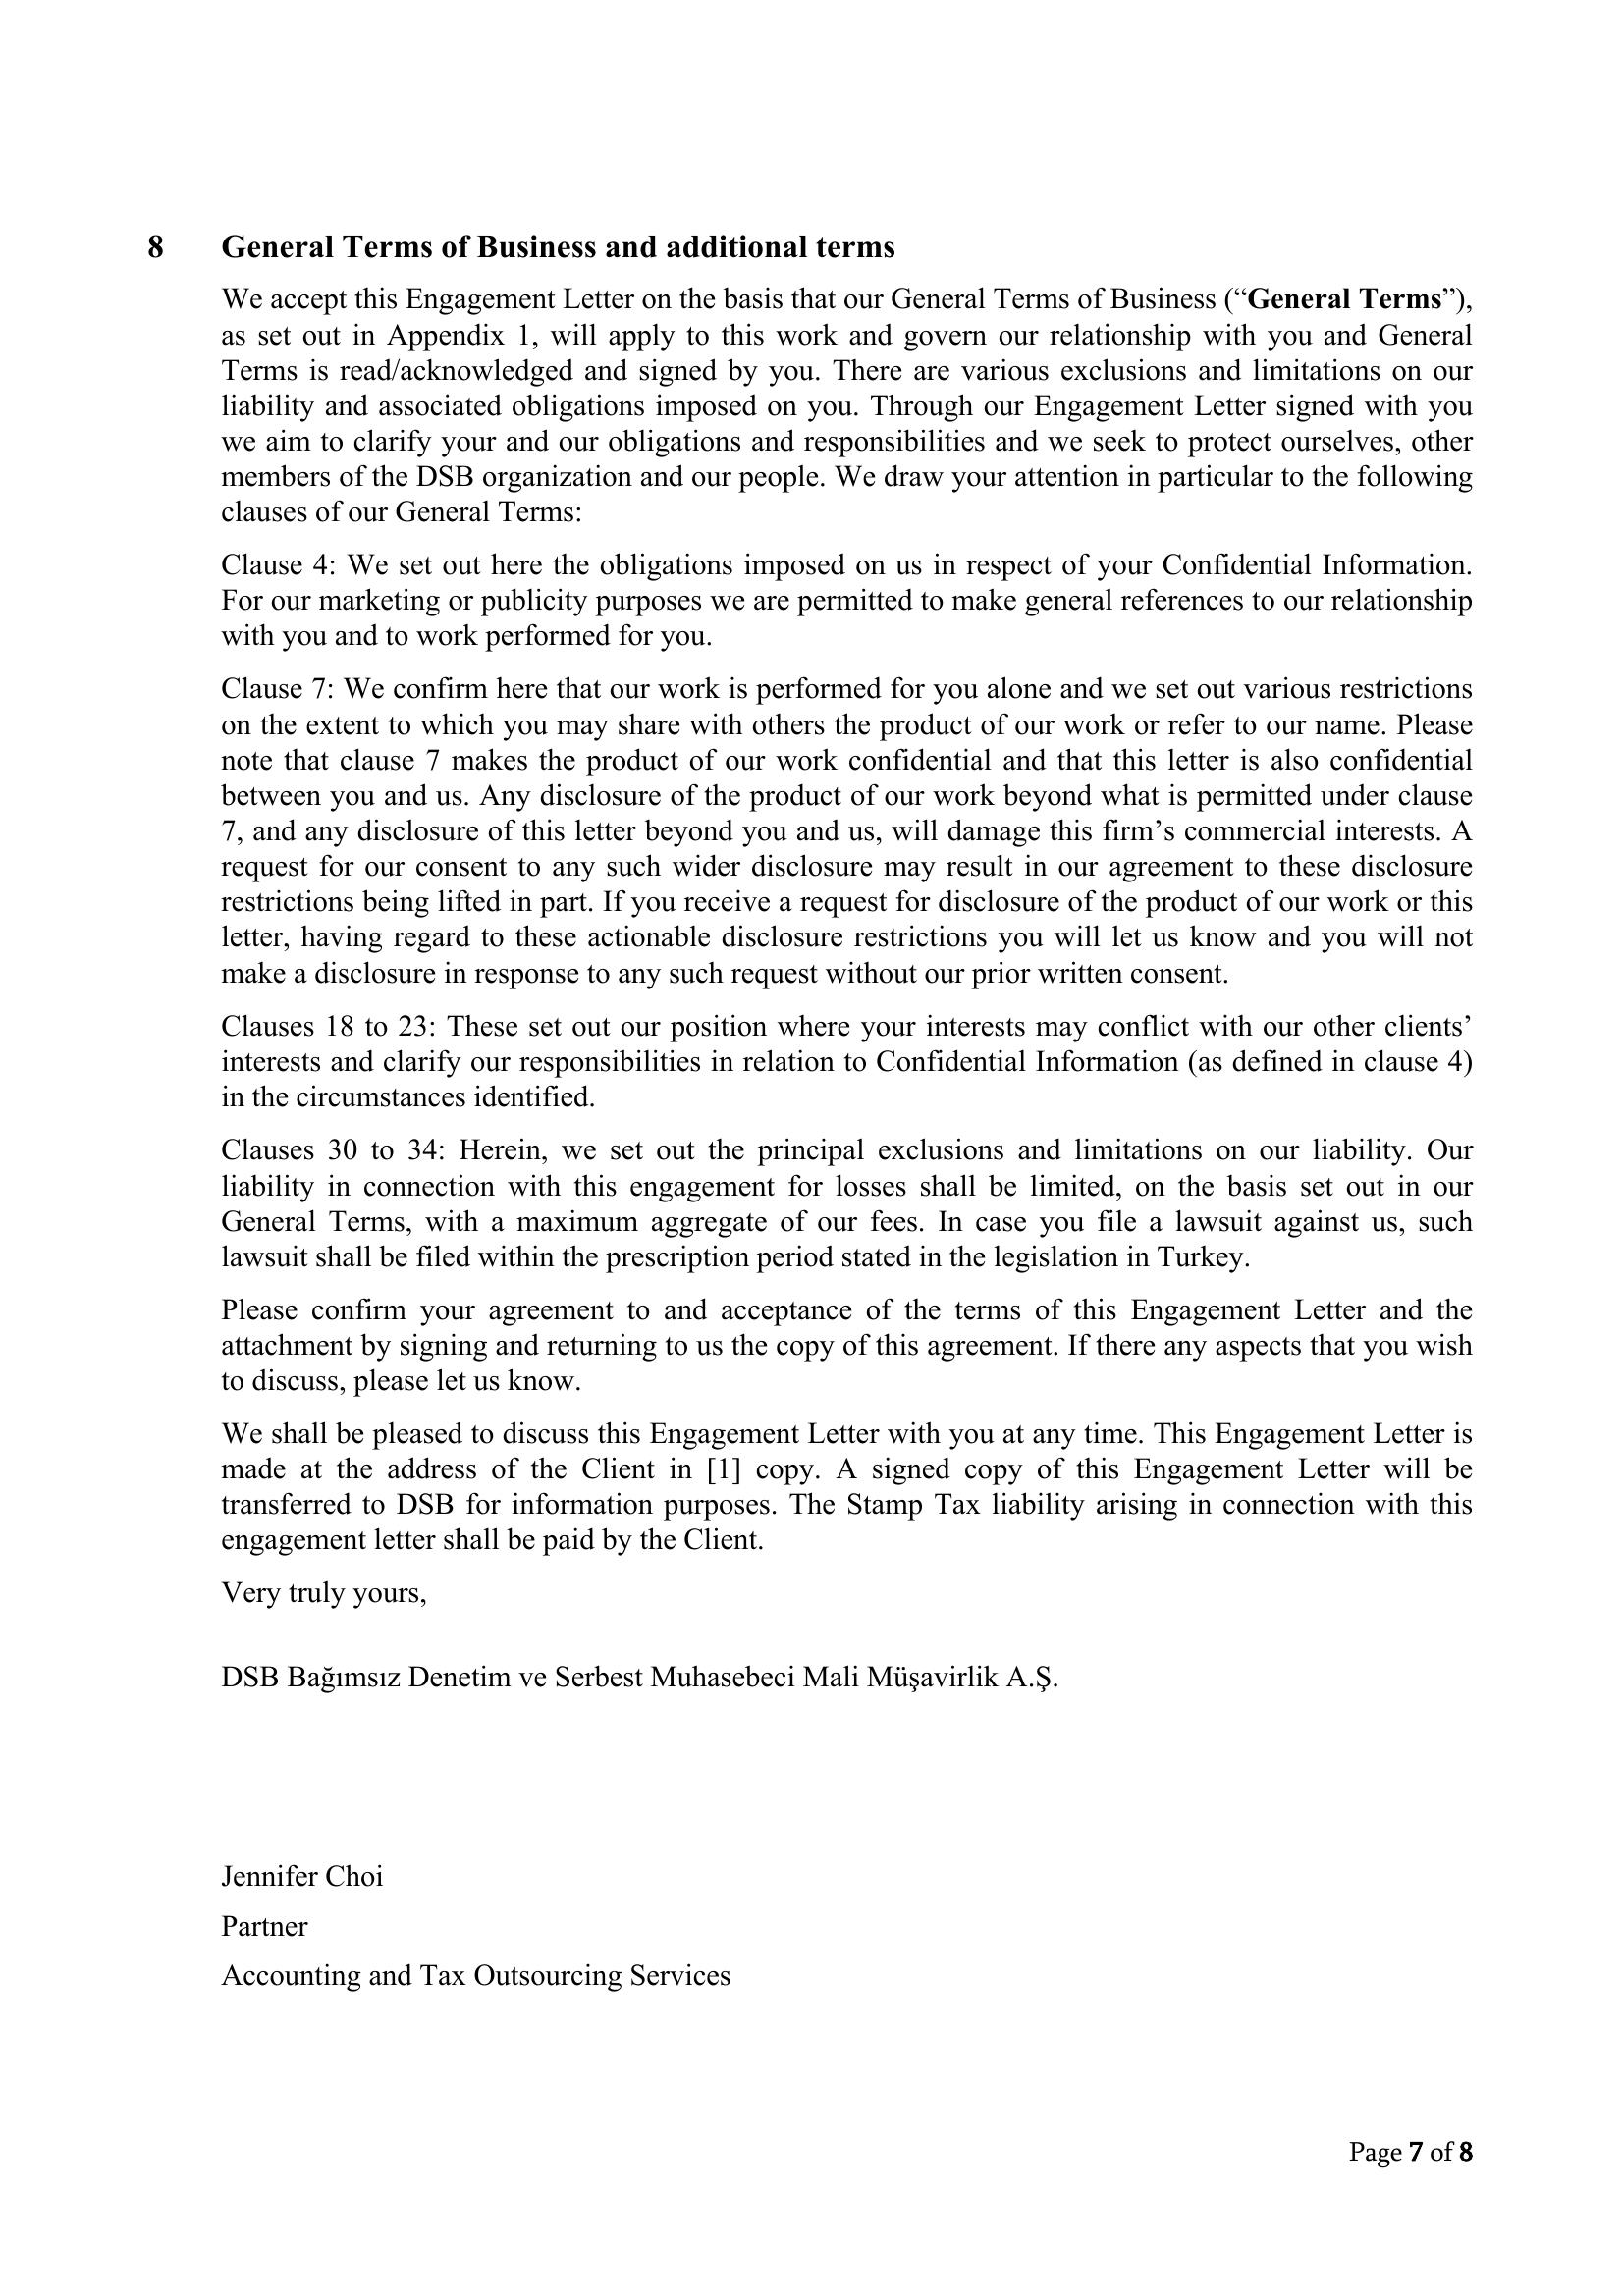 8 General Terms of Business and additional terms
We accept this Engagement Letter on the basis that our General Terms of Business (“General Terms”),
as set out in Appendix 1, will apply to this work and govern our relationship with you and General
Terms is read/acknowledged and signed by you. There are various exclusions and limitations on our
liability and associated obligations imposed on you. Through our Engagement Letter signed with you
we aim to clarify your and our obligations and responsibilities and we seek to protect ourselves, other
members of the DSB organization and our people. We draw your attention in particular to the following
clauses of our General Terms:
Clause 4: We set out here the obligations imposed on us in respect of your Confidential Information.
For our marketing or publicity purposes we are permitted to make general references to our relationship
with you and to work performed for you.
Clause 7: We confirm here that our work is performed for you alone and we set out various restrictions
on the extent to which you may share with others the product of our work or refer to our name. Please
note that clause 7 makes the product of our work confidential and that this letter is also confidential
between you and us. Any disclosure of the product of our work beyond what is permitted under clause
7, and any disclosure of this letter beyond you and us, will damage this firm’s commercial interests. A
request for our consent to any such wider disclosure may result in our agreement to these disclosure
restrictions being lifted in part. If you receive a request for disclosure of the product of our work or this
letter, having regard to these actionable disclosure restrictions you will let us know and you will not
make a disclosure in response to any such request without our prior written consent.
Clauses 18 to 23: These set out our position where your interests may conflict with our other clients’
interests and clarify our responsibilities in relation to Confidential Information (as defined in clause 4)
in the circumstances identified.
Clauses 30 to 34: Herein, we set out the principal exclusions and limitations on our liability. Our
liability in connection with this engagement for losses shall be limited, on the basis set out in our
General Terms, with a maximum aggregate of our fees. In case you file a lawsuit against us, such
lawsuit shall be filed within the prescription period stated in the legislation in Turkey.
Please confirm your agreement to and acceptance of the terms of this Engagement Letter and the
attachment by signing and returning to us the copy of this agreement. If there any aspects that you wish
to discuss, please let us know.
We shall be pleased to discuss this Engagement Letter with you at any time. This Engagement Letter is
made at the address of the Client in [1] copy. A signed copy of this Engagement Letter will be
transferred to DSB for information purposes. The Stamp Tax liability arising in connection with this
engagement letter shall be paid by the Client.
Very truly yours,
DSB Bağımsız Denetim ve Serbest Muhasebeci Mali Müşavirlik A.Ş.
Jennifer Choi
Partner
Accounting and Tax Outsourcing Services
Page 7 of 8